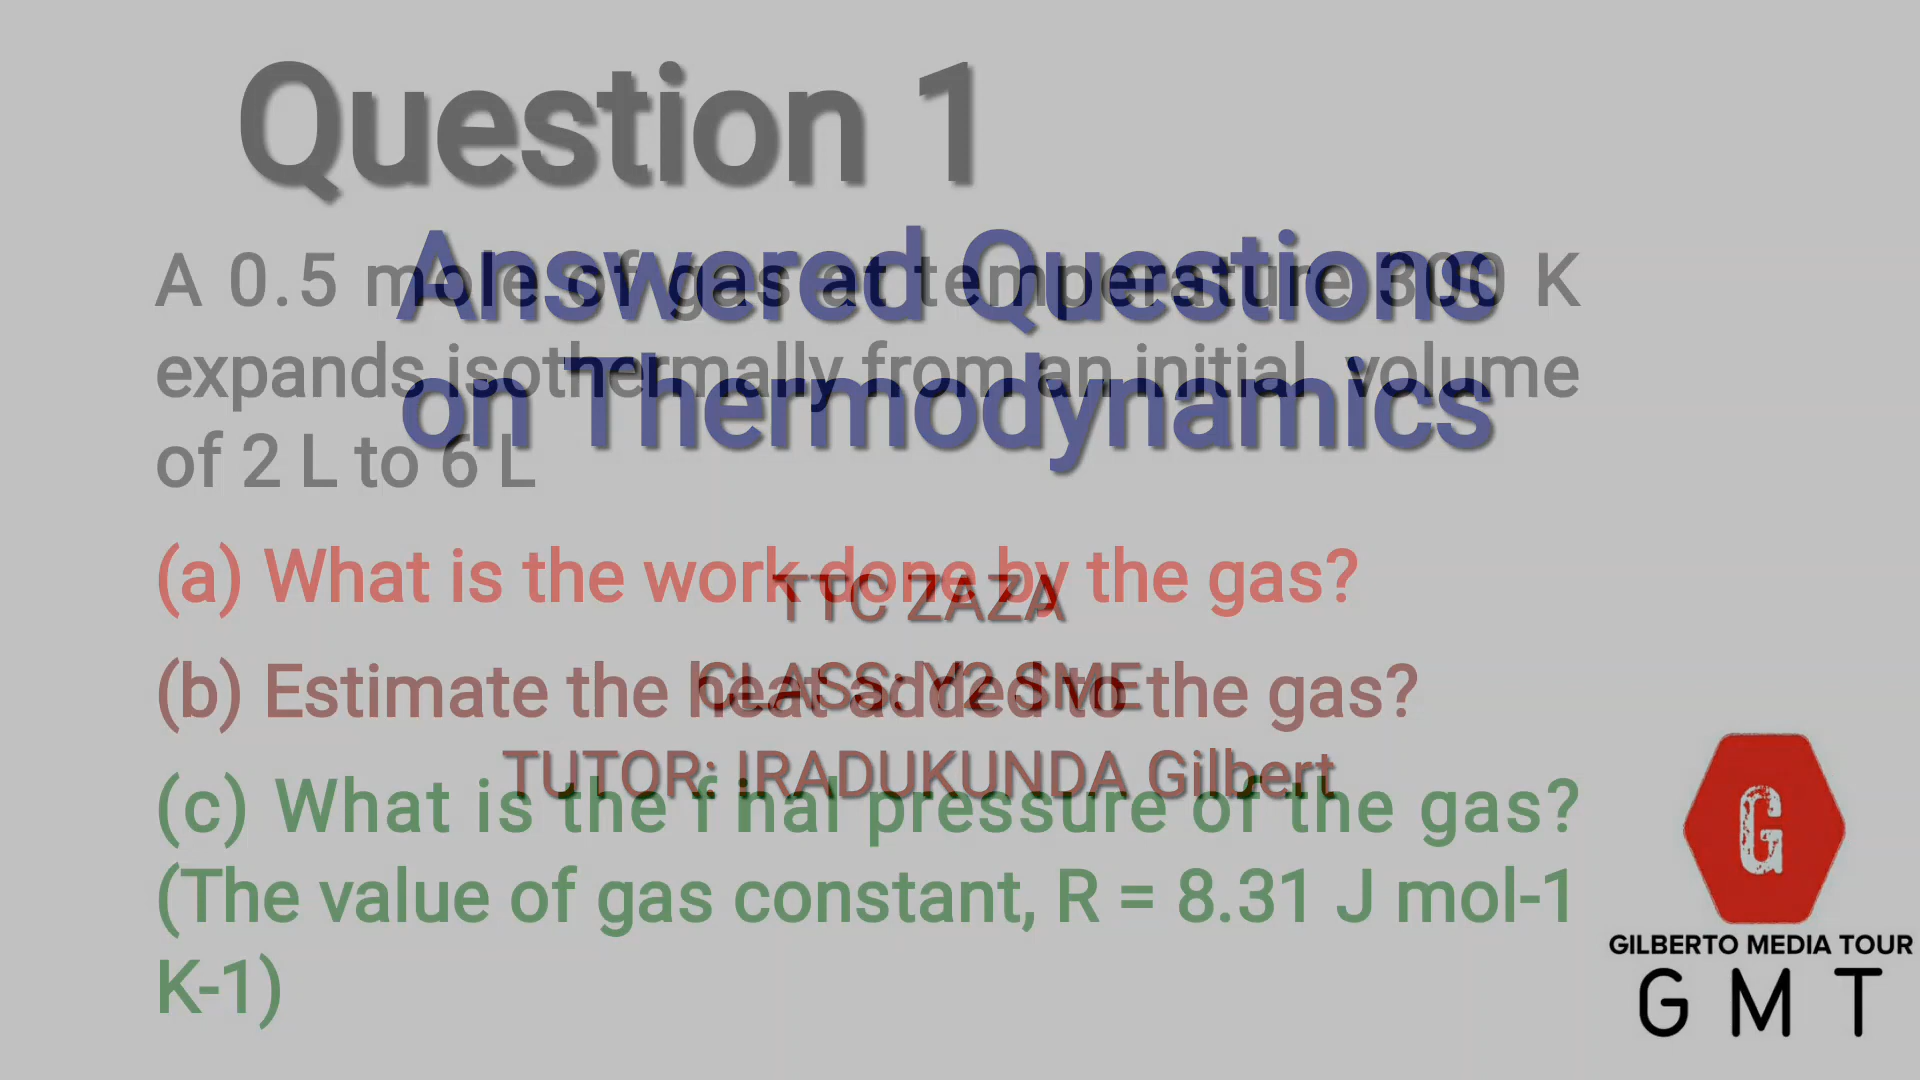 Question 1
Answered Questions
on Thermodynamics
A 0.5 mole of gas at temperature 300 K
expands isothermally from an initial volume
of 2 L to 6 L
(a) What is the work done by the gas?
TTC ZAZA
(b) Estimate the heat added to the gas?
CLASS: Y2 SME
TUTOR: IRADUKUNDA Gilbert
(c) What is the final pressure of the gas?
(The value of gas constant, R = 8.31 J mol-1
K-1)
G
GILBERTO MEDIA TOUR
G M T